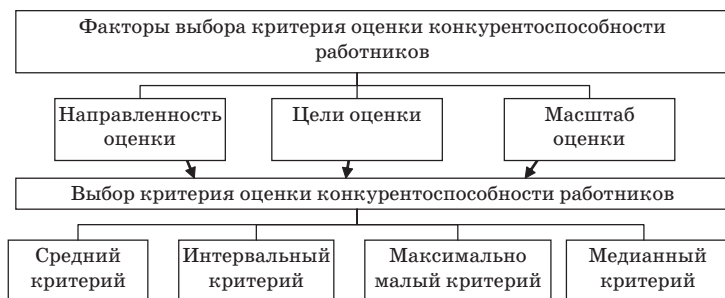 Факторы выбора критерия оценки конкурентоспособности
работников
Направленность
оценки
Цели оценки
Масштаб
оценки
Выбор критерия оценки конкурентоспособности работников
Средний
критерий
Интервальный
критерий
Максимально
малый критерий
Медианный
критерий